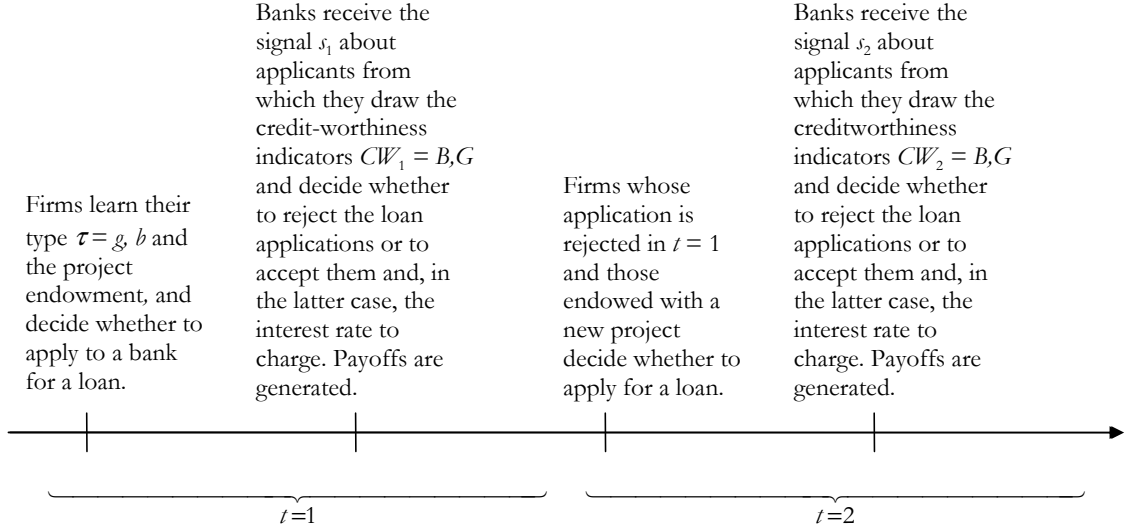 Firms learn their
type τ = g, b and
the project
endowment, and
decide whether to
apply to a bank
for a loan.
Banks receive the
signal s₁ about
applicants from
which they draw the
credit-worthiness
indicators CW₁ = B,G
and decide whether
to reject the loan
applications or to
accept them and, in
the latter case, the
interest rate to
charge. Payoffs are
generated.
Firms whose
application is
rejected in t = 1
and those
endowed with a
new project
decide whether to
apply for a loan.
Banks receive the
signal s₂ about
applicants from
which they draw the
creditworthiness
indicators CW₂ = B,G
and decide whether
to reject the loan
applications or to
accept them and, in
the latter case, the
interest rate to
charge. Payoffs are
generated.
t =1
t =2